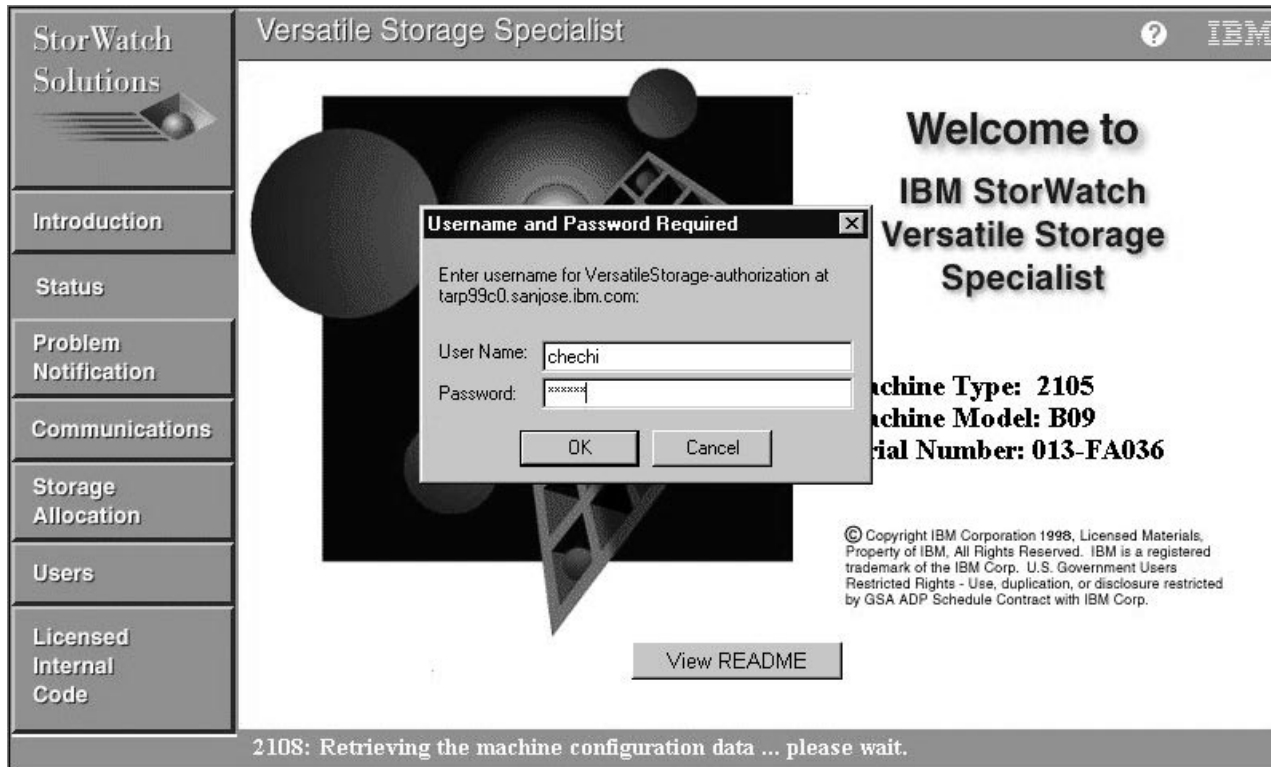 StorWatch
Solutions
Versatile Storage Specialist
?
IBM
Introduction
Status
Problem
Notification
Communications
Storage
Allocation
Users
Licensed
Internal
Code
Welcome to
IBM StorWatch
Versatile Storage
Specialist
Username and Password Required
Enter username for VersatileStorage-authorization at
tarp99c0.sanjose.ibm.com:
User Name: chechi
Password: ******
OK Cancel
achine Type: 2105
achine Model: B09
rial Number: 013-FA036
© Copyright IBM Corporation 1998, Licensed Materials,
Property of IBM, All Rights Reserved. IBM is a registered
trademark of the IBM Corp. U.S. Government Users
Restricted Rights - Use, duplication, or disclosure restricted
by GSA ADP Schedule Contract with IBM Corp.
View README
2108: Retrieving the machine configuration data ... please wait.